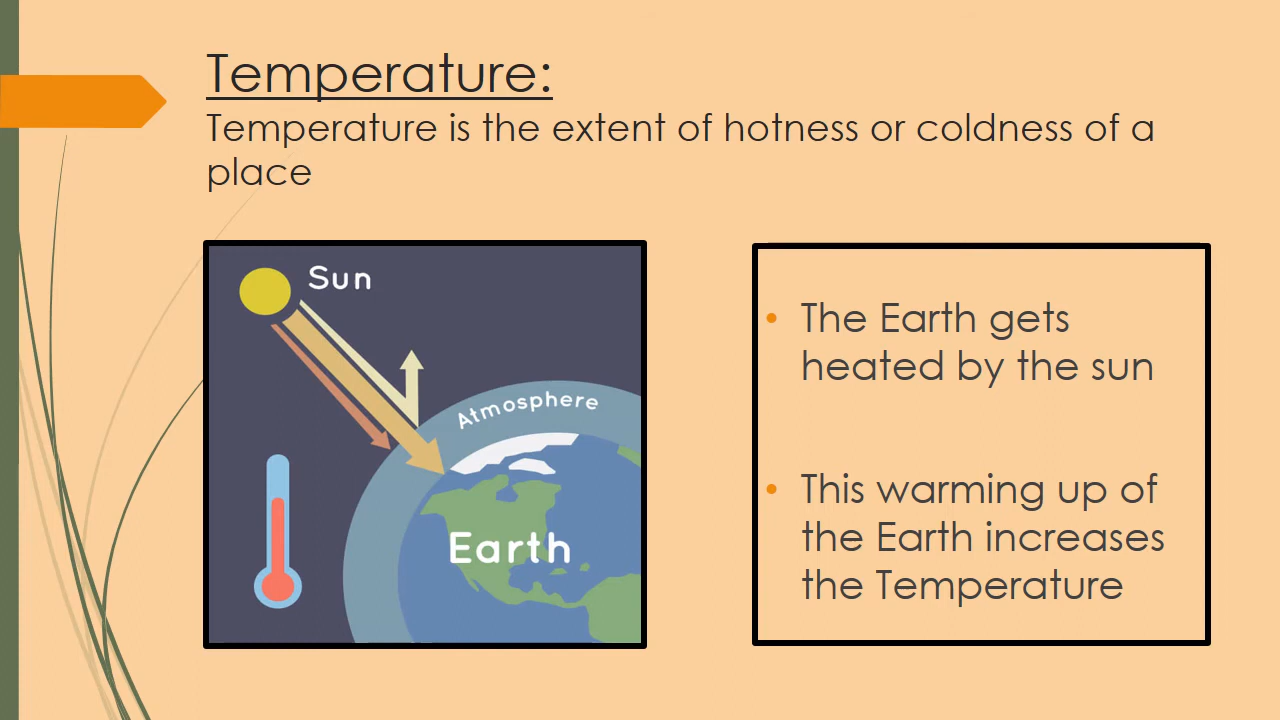 Temperature:
Temperature is the extent of hotness or coldness of a
place
Sun
Atmosphere
Earth
• The Earth gets
heated by the sun
• This warming up of
the Earth increases
the Temperature